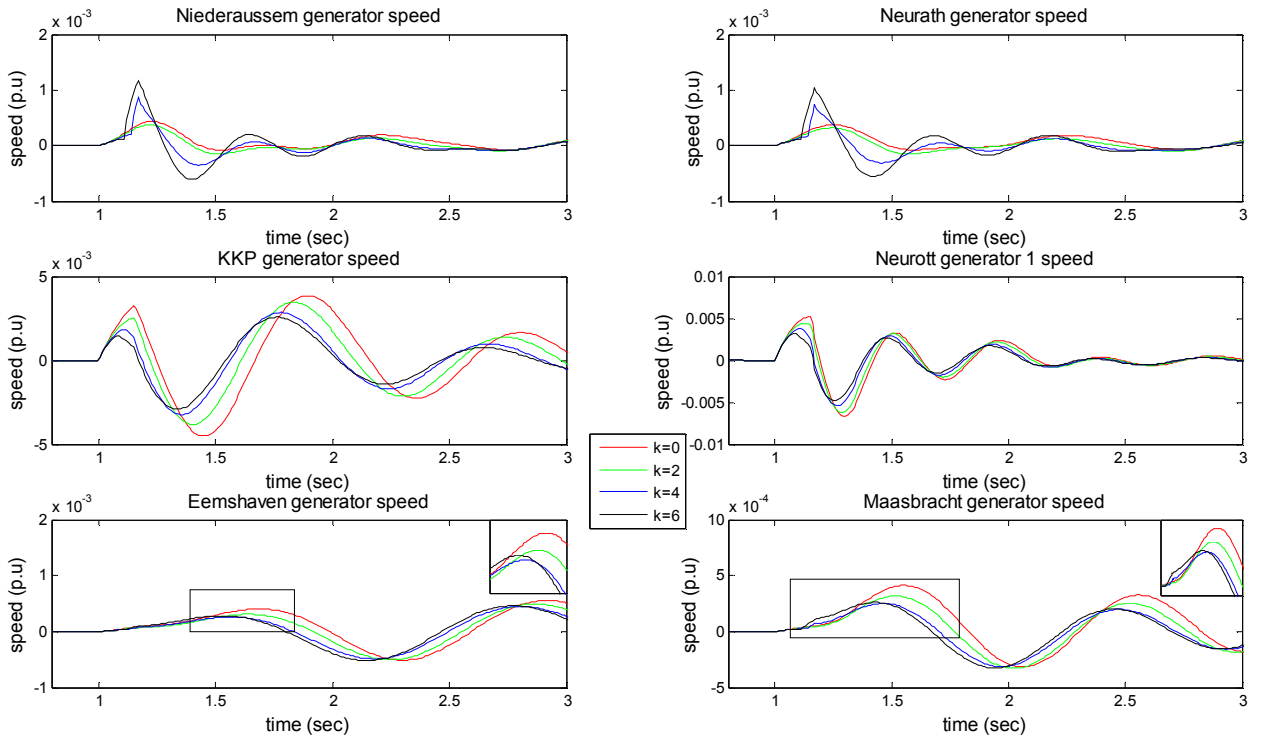 Niederaussem generator speed
x 10^-3
2
1
0
-1
speed (p.u)
1
1.5
2
2.5
3
time (sec)
Neurath generator speed
x 10^-3
2
1
0
-1
speed (p.u)
1
1.5
2
2.5
3
time (sec)
KKP generator speed
x 10^-3
5
0
-5
speed (p.u)
1
1.5
2
2.5
3
time (sec)
Neurott generator 1 speed
0.01
0.005
0
-0.005
-0.01
speed (p.u)
1
1.5
2
2.5
3
time (sec)
k=0
k=2
k=4
k=6
Eemshaven generator speed
x 10^-3
2
1
0
-1
speed (p.u)
1
1.5
2
2.5
3
time (sec)
Maasbracht generator speed
x 10^-4
10
5
0
-5
speed (p.u)
1
1.5
2
2.5
3
time (sec)